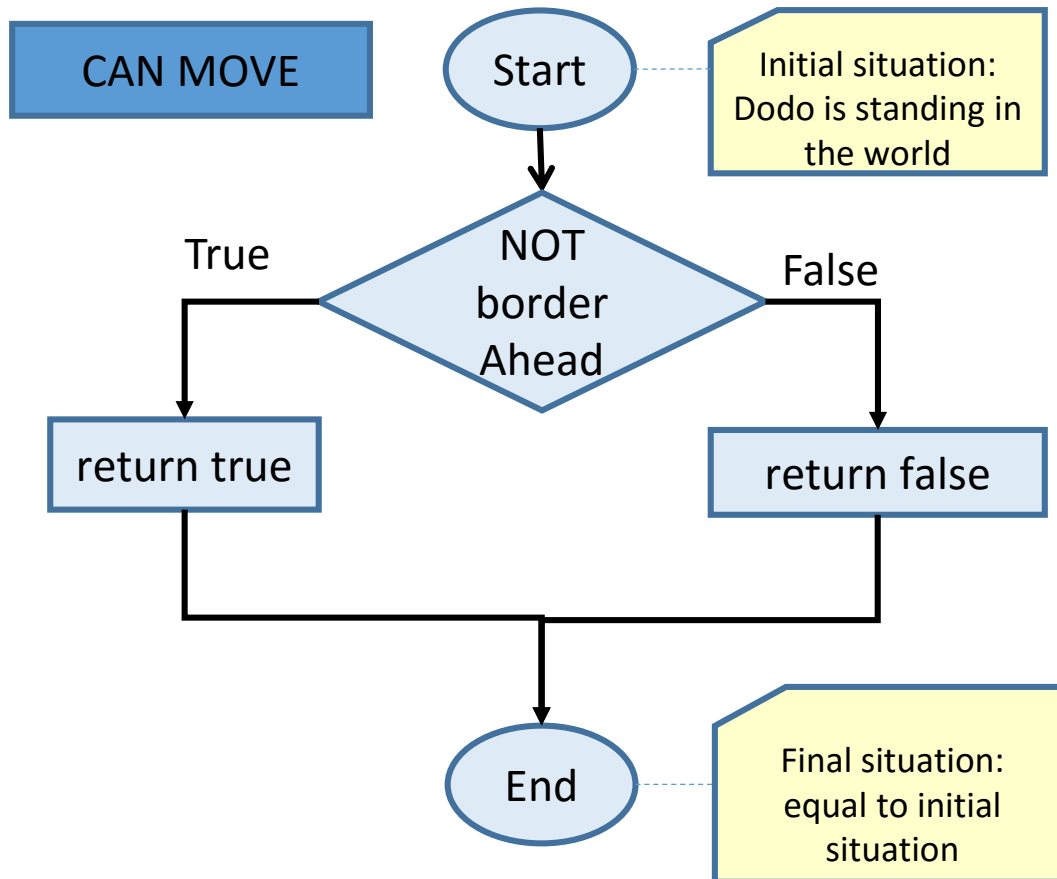 CAN MOVE
Start
Initial situation:
Dodo is standing in
the world
NOT
border
Ahead
True
False
return true
return false
End
Final situation:
equal to initial
situation